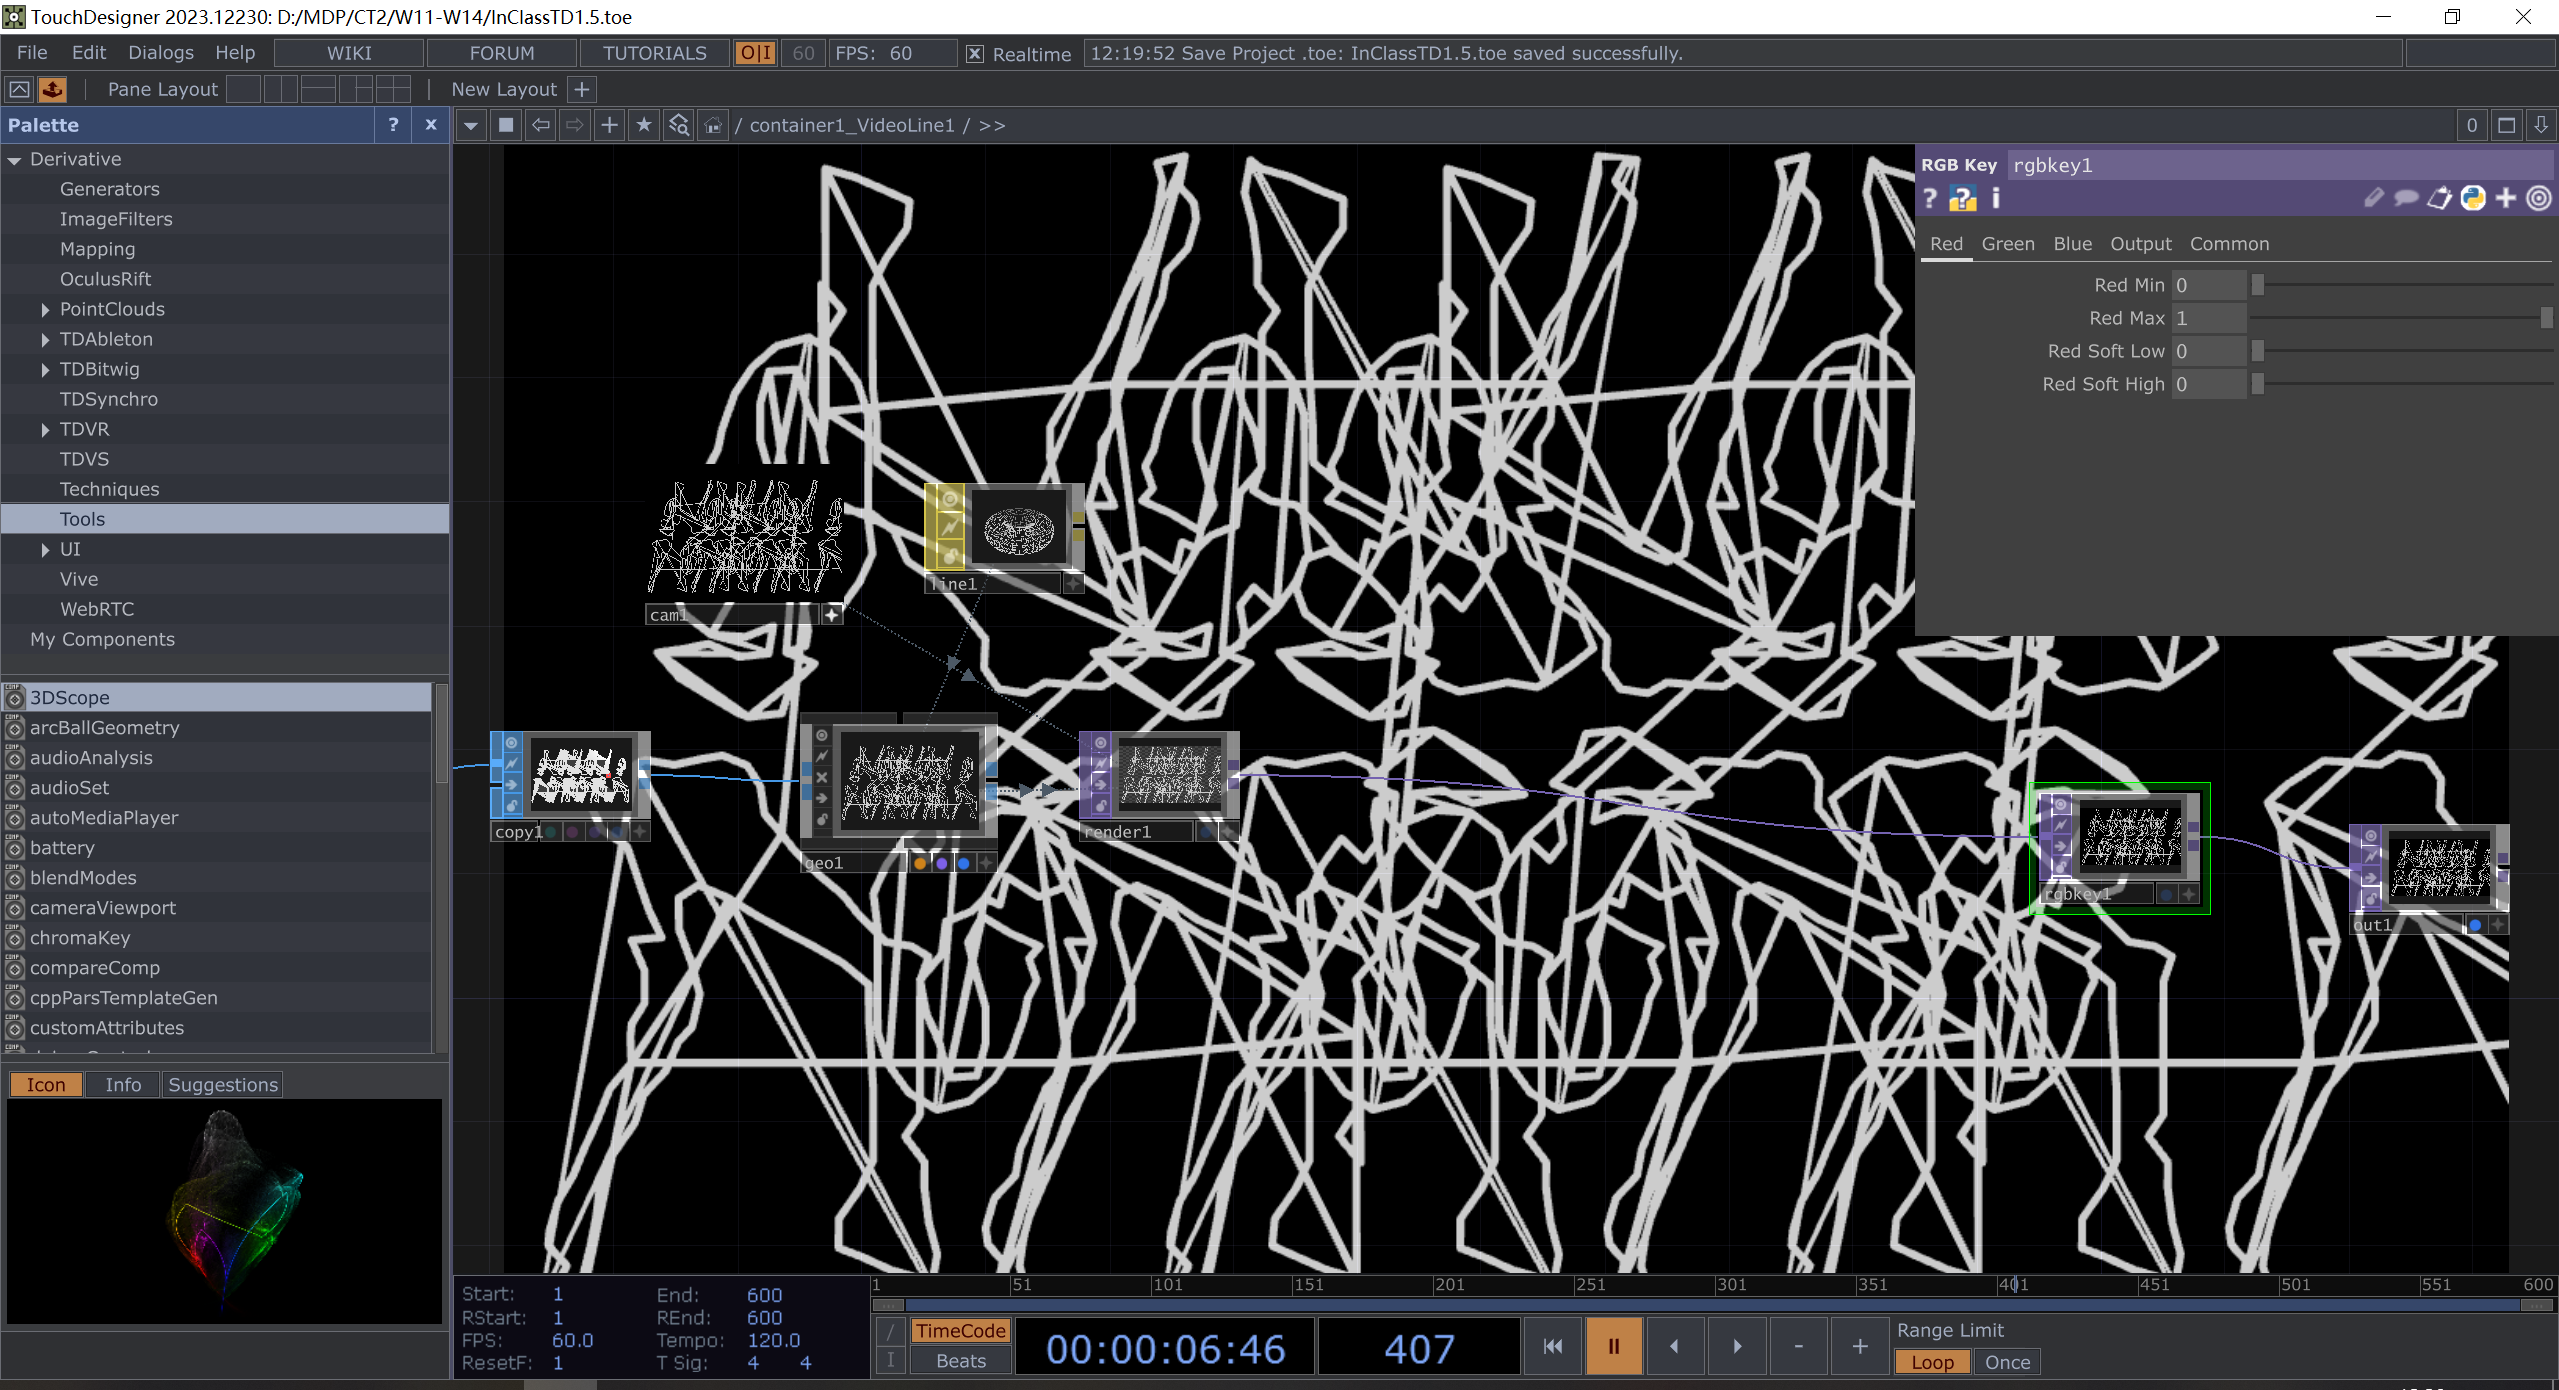 TouchDesigner 2023.12230: D:/MDP/CT2/W11-W14/InClassTD1.5.toe
File Edit Dialogs Help WIKI FORUM TUTORIALS O|I 60 FPS: 60 Realtime 12:19:52 Save Project .toe: InClassTD1.5.toe saved successfully.
Pane Layout New Layout +
Palette ? x / container1_VideoLine1 / >> 0
Derivative
Generators
ImageFilters
Mapping
OculusRift
PointClouds
TDAbleton
TDBitwig
TDSynchro
TDVR
TDVS
Techniques
Tools
UI
Vive
WebRTC
My Components
3DScope
arcBallGeometry
audioAnalysis
audioSet
autoMediaPlayer
battery
blendModes
cameraViewport
chromaKey
compareComp
cppParsTemplateGen
customAttributes
Icon Info Suggestions
RGB Key rgbkey1
? ? i
Red Green Blue Output Common
Red Min 0
Red Max 1
Red Soft Low 0
Red Soft High 0
line1
cam1
copy1
geo1
render1
rgbkey1
out1
Start: 1 End: 600
RStart: 1 REnd: 600
FPS: 60.0 Tempo: 120.0
ResetF: 1 T Sig: 4 4
1 51 101 151 201 251 301 351 401 451 501 551 600
/ TimeCode
I Beats
00:00:06:46 407
- +
Range Limit
Loop Once